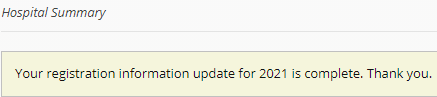 Hospital Summary
Your registration information update for 2021 is complete. Thank you.